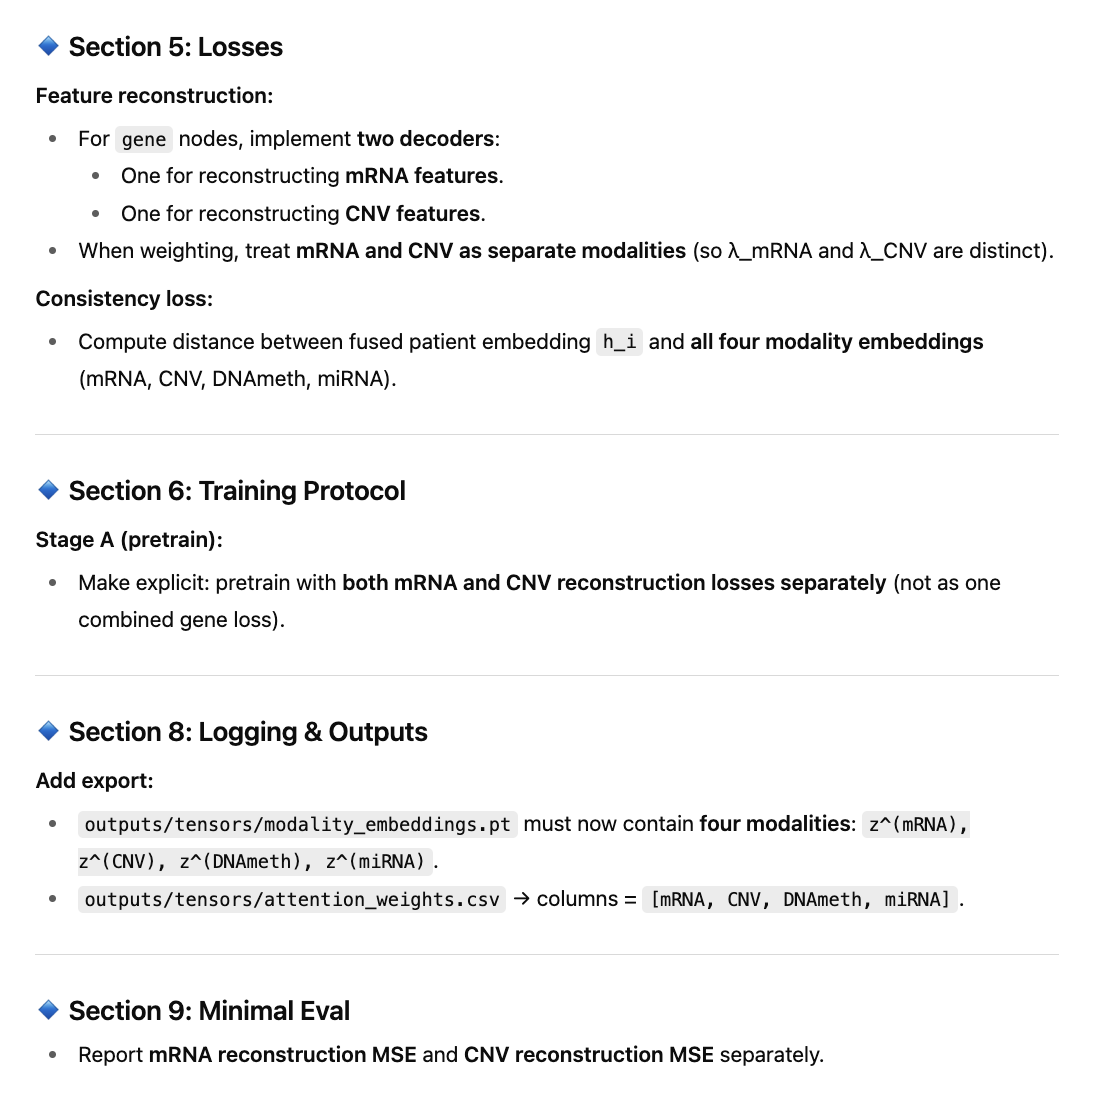 Section 5: Losses
Feature reconstruction:
• For gene nodes, implement two decoders:
• One for reconstructing mRNA features.
• One for reconstructing CNV features.
• When weighting, treat mRNA and CNV as separate modalities (so λ_mRNA and λ_CNV are distinct).
Consistency loss:
• Compute distance between fused patient embedding h_i and all four modality embeddings
(mRNA, CNV, DNAmeth, miRNA).
Section 6: Training Protocol
Stage A (pretrain):
• Make explicit: pretrain with both mRNA and CNV reconstruction losses separately (not as one
combined gene loss).
Section 8: Logging & Outputs
Add export:
• outputs/tensors/modality_embeddings.pt must now contain four modalities: z^(mRNA),
z^(CNV), z^(DNAmeth), z^(miRNA).
• outputs/tensors/attention_weights.csv → columns = [mRNA, CNV, DNAmeth, miRNA].
Section 9: Minimal Eval
• Report mRNA reconstruction MSE and CNV reconstruction MSE separately.